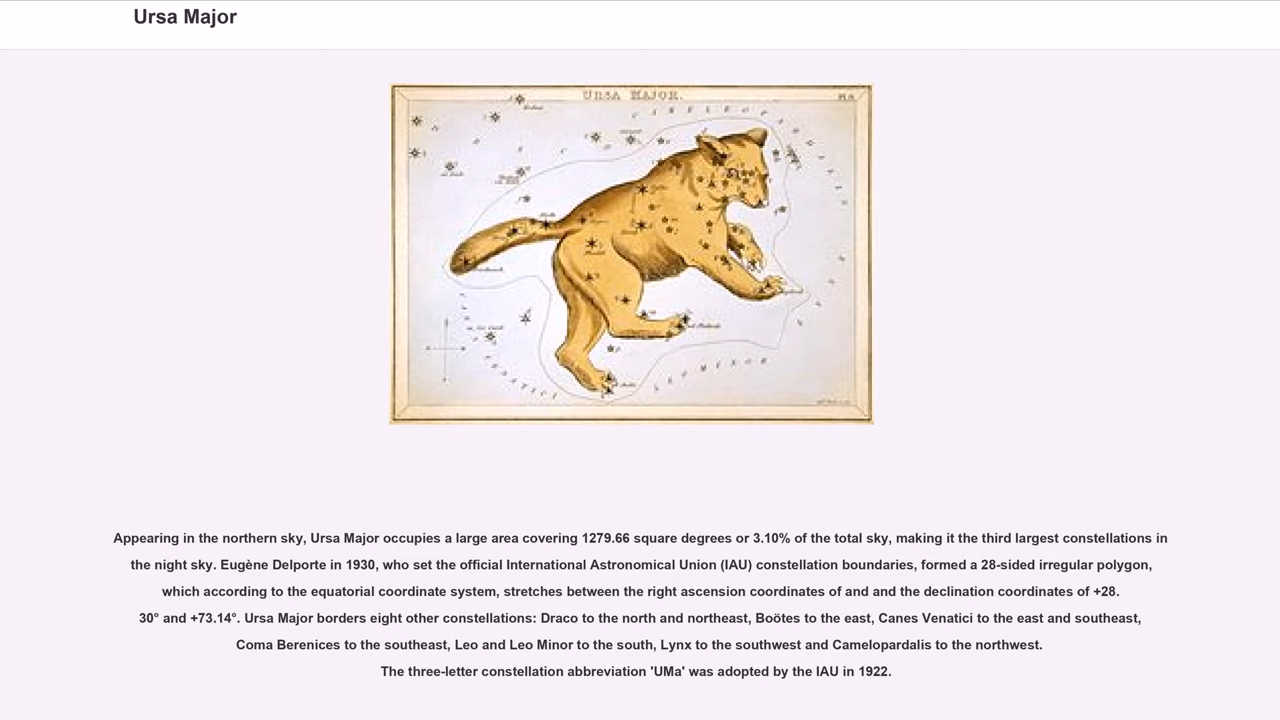 Ursa Major
URSA MAJOR.
Appearing in the northern sky, Ursa Major occupies a large area covering 1279.66 square degrees or 3.10% of the total sky, making it the third largest constellations in
the night sky. Eugène Delporte in 1930, who set the official International Astronomical Union (IAU) constellation boundaries, formed a 28-sided irregular polygon,
which according to the equatorial coordinate system, stretches between the right ascension coordinates of and and the declination coordinates of +28.
30° and +73.14°. Ursa Major borders eight other constellations: Draco to the north and northeast, Boötes to the east, Canes Venatici to the east and southeast,
Coma Berenices to the southeast, Leo and Leo Minor to the south, Lynx to the southwest and Camelopardalis to the northwest.
The three-letter constellation abbreviation 'UMa' was adopted by the IAU in 1922.